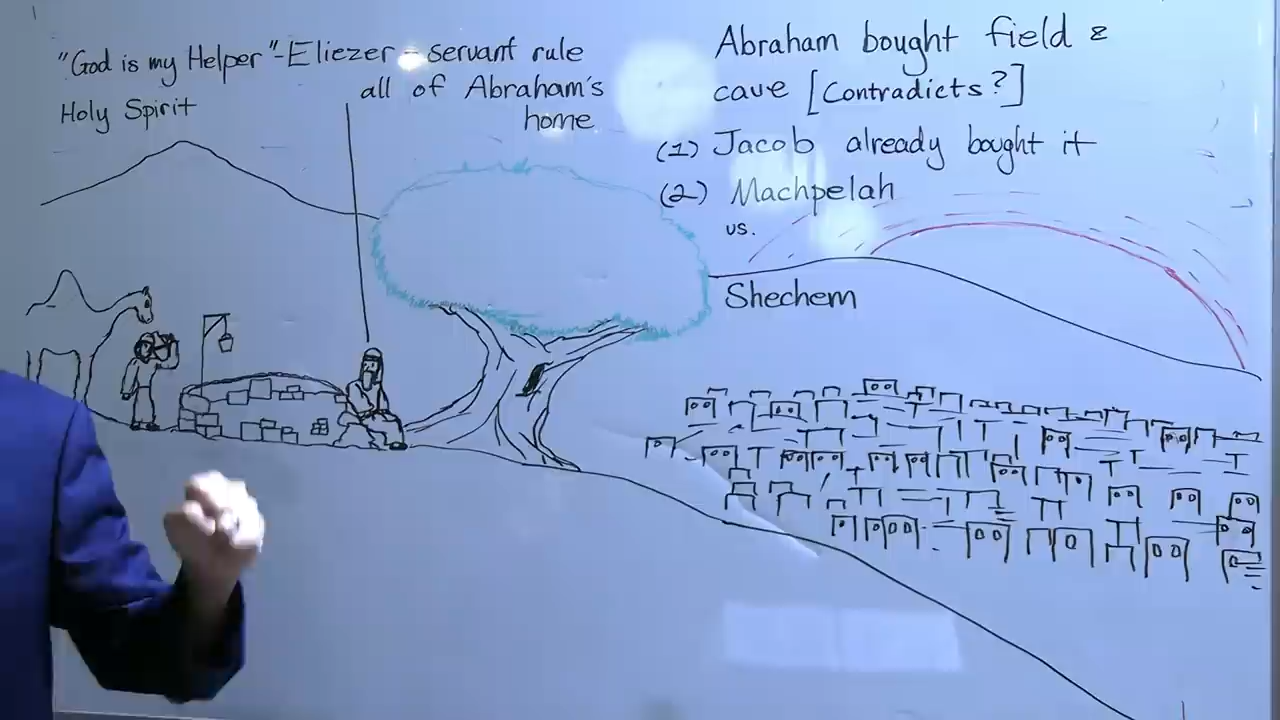 "God is my Helper"-Eliezer - servant rule
all of Abraham's
home
Holy Spirit
Abraham bought field &
cave [Contradicts?]
(1) Jacob already bought it
(2) Machpelah
vs.
Shechem